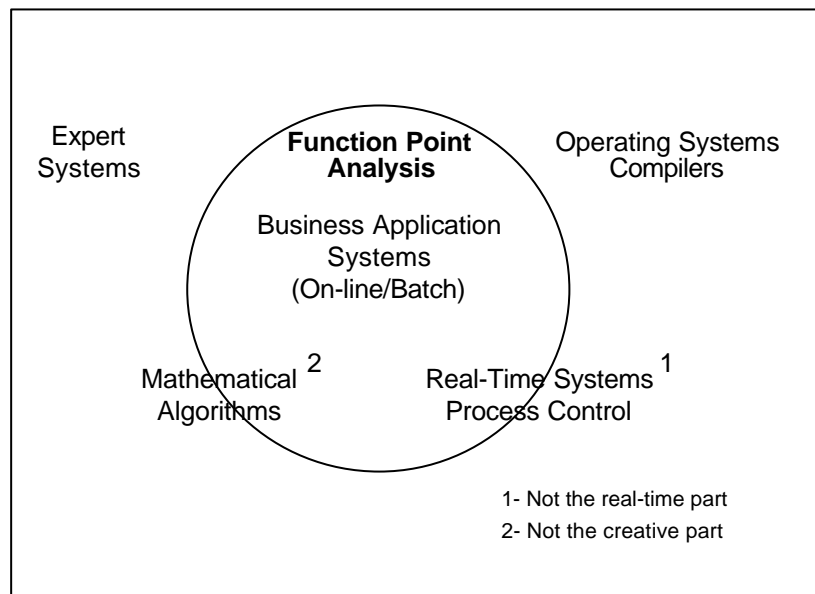 Expert
Systems
Function Point
Analysis
Operating Systems
Compilers
Business Application
Systems
(On-line/Batch)
Mathematical 2
Algorithms
Real-Time Systems 1
Process Control
1- Not the real-time part
2- Not the creative part